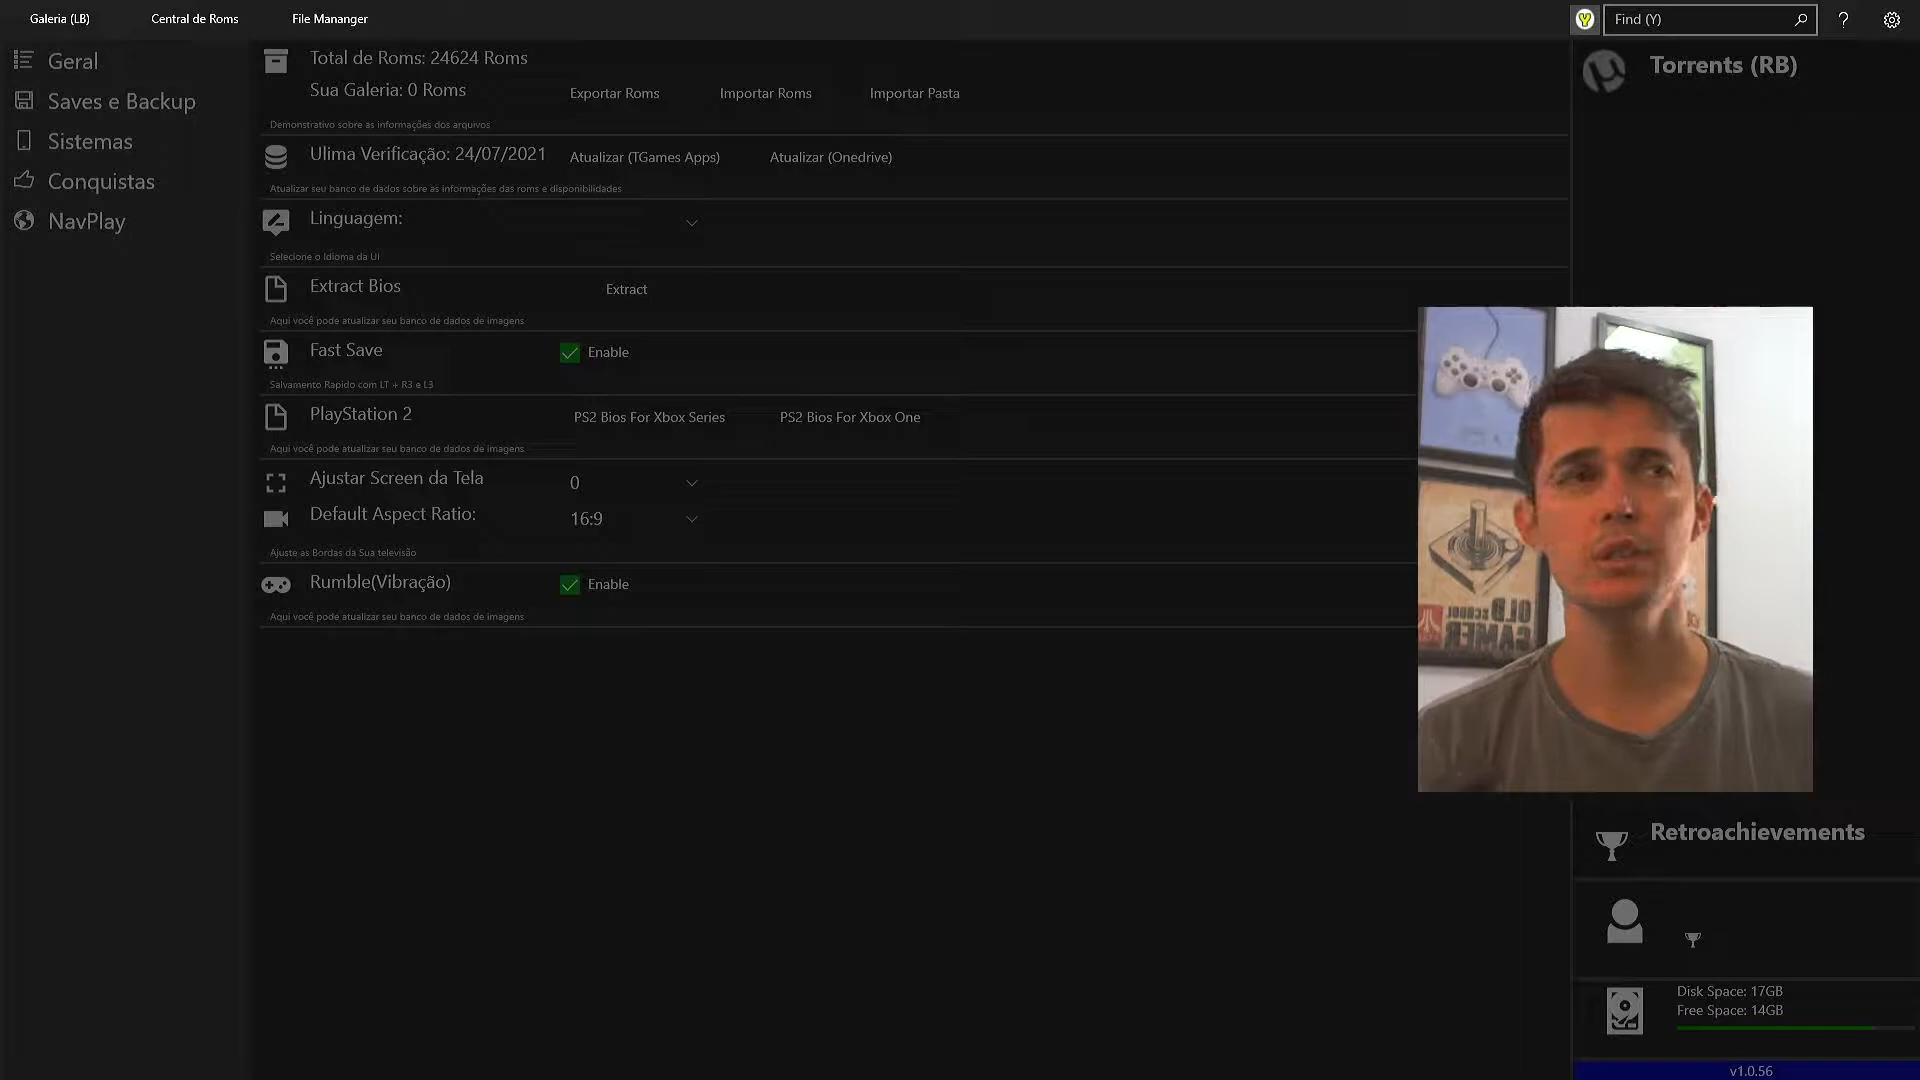 Galeria (LB)
Central de Roms
File Mananger
Y
Find (Y)
?
Geral
Saves e Backup
Sistemas
Conquistas
NavPlay
Total de Roms: 24624 Roms
Sua Galeria: 0 Roms
Exportar Roms
Importar Roms
Importar Pasta
Demonstrativo sobre as informações dos arquivos
Ulima Verificação: 24/07/2021
Atualizar (TGames Apps)
Atualizar (Onedrive)
Atualizar seu banco de dados sobre as informações das roms e disponibilidades
Linguagem:
Selecione o Idioma da UI
Extract Bios
Extract
Aqui você pode atualizar seu banco de dados de imagens
Fast Save
Enable
Salvamento Rapido com LT + R3 e L3
PlayStation 2
PS2 Bios For Xbox Series
PS2 Bios For Xbox One
Aqui você pode atualizar seu banco de dados de imagens
Ajustar Screen da Tela
0
Default Aspect Ratio:
16:9
Ajuste as Bordas da Sua televisão
Rumble(Vibração)
Enable
Aqui você pode atualizar seu banco de dados de imagens
Torrents (RB)
OLD SCHOOL
GAMER
Retroachievements
Disk Space: 17GB
Free Space: 14GB
v1.0.56